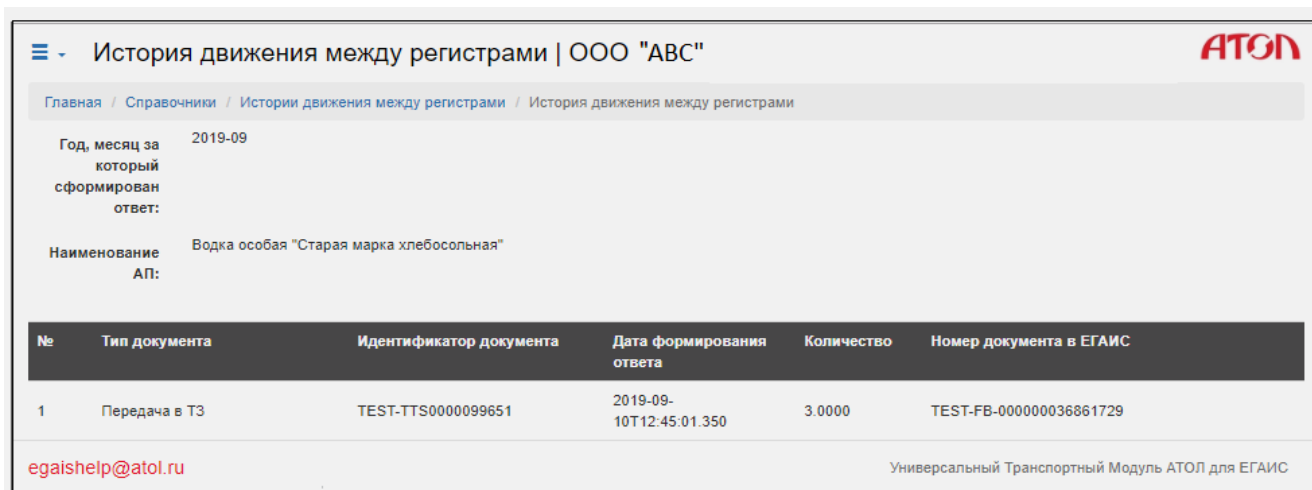 История движения между регистрами | ООО "АВС"
АТОЛ
Главная / Справочники / Истории движения между регистрами / История движения между регистрами
Год, месяц за
который
сформирован
ответ:
2019-09
Наименование
АП:
Водка особая "Старая марка хлебосольная"
№ Тип документа Идентификатор документа Дата формирования
ответа
Количество Номер документа в ЕГАИС
1 Передача в ТЗ TEST-TTS0000099651 2019-09-
10T12:45:01.350
3.0000 TEST-FB-000000036861729
egaishelp@atol.ru
Универсальный Транспортный Модуль АТОЛ для ЕГАИС